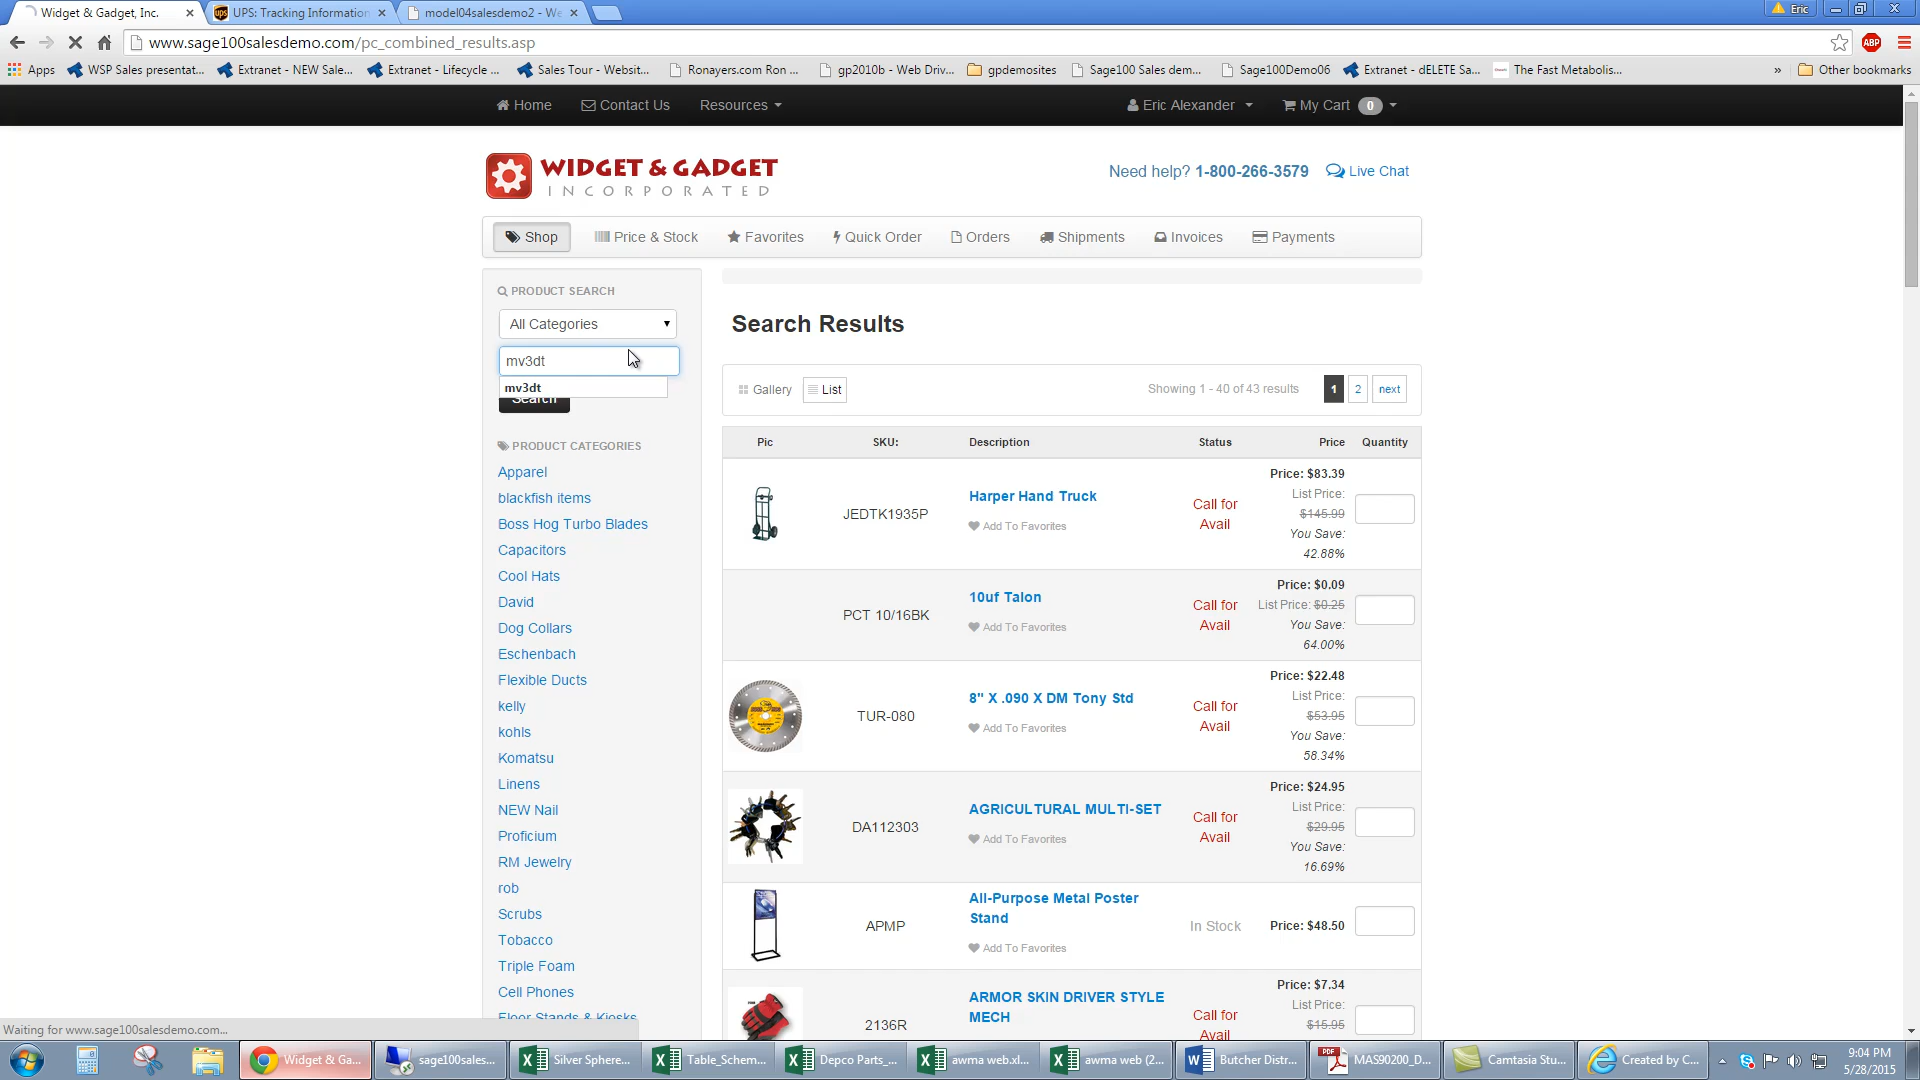 Widget & Gadget, Inc.
UPS: Tracking Information
model04salesdemo2 - We
Eric
www.sage100salesdemo.com/pc_combined_results.asp
ABP
Apps
WSP Sales presentat...
Extranet - NEW Sale...
Extranet - Lifecycle ...
Sales Tour - Websit...
Ronayers.com Ron ...
gp2010b - Web Driv...
gpdemosites
Sage100 Sales dem...
Sage100Demo06
Extranet - dELETE Sa...
The Fast Metabolis...
»
Other bookmarks
Home
Contact Us
Resources
Eric Alexander
My Cart 0
WIDGET & GADGET
INCORPORATED
Need help? 1-800-266-3579
Live Chat
Shop
Price & Stock
Favorites
Quick Order
Orders
Shipments
Invoices
Payments
PRODUCT SEARCH
All Categories
mv3dt
mv3dt
Search
PRODUCT CATEGORIES
Apparel
blackfish items
Boss Hog Turbo Blades
Capacitors
Cool Hats
David
Dog Collars
Eschenbach
Flexible Ducts
kelly
kohls
Komatsu
Linens
NEW Nail
Proficium
RM Jewelry
rob
Scrubs
Tobacco
Triple Foam
Cell Phones
Floor Stands & Kiosks
Search Results
Gallery
List
Showing 1 - 40 of 43 results
1 2 next
Pic SKU: Description Status Price Quantity
JEDTK1935P
Harper Hand Truck
Add To Favorites
Call for
Avail
Price: $83.39
List Price:
$145.99
You Save:
42.88%
PCT 10/16BK
10uf Talon
Add To Favorites
Call for
Avail
Price: $0.09
List Price: $0.25
You Save:
64.00%
TUR-080
8" X .090 X DM Tony Std
Add To Favorites
Call for
Avail
Price: $22.48
List Price:
$53.95
You Save:
58.34%
DA112303
AGRICULTURAL MULTI-SET
Add To Favorites
Call for
Avail
Price: $24.95
List Price:
$29.95
You Save:
16.69%
APMP
All-Purpose Metal Poster
Stand
Add To Favorites
In Stock
Price: $48.50
2136R
ARMOR SKIN DRIVER STYLE
MECH
Call for
Avail
Price: $7.34
List Price:
$15.95
Waiting for www.sage100salesdemo.com...
Widget & Ga...
sage100sales...
Silver Sphere...
Table_Schem...
Depco Parts_...
awma web.xl...
awma web (2...
Butcher Distr...
MAS90200_D...
Camtasia Stu...
Created by C...
9:04 PM
5/28/2015